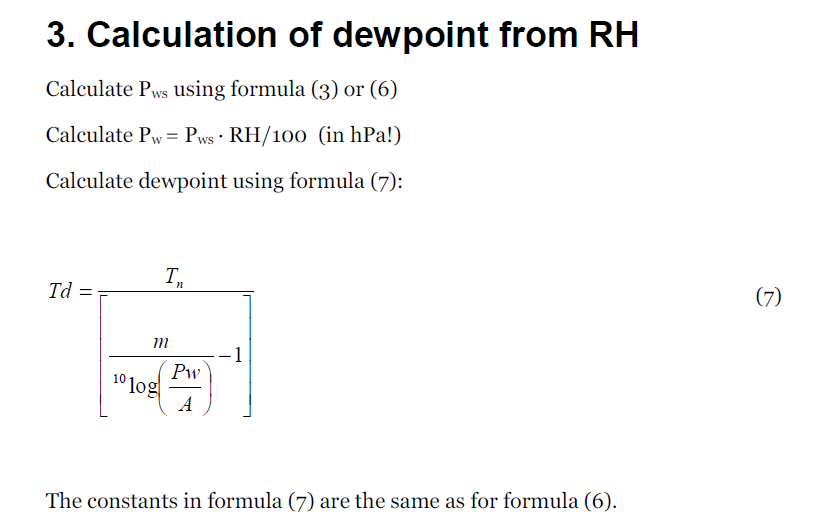 3. Calculation of dewpoint from RH
Calculate Pws using formula (3) or (6)
Calculate Pw = Pws · RH/100 (in hPa!)
Calculate dewpoint using formula (7):
Td = Tn / [ m / ¹⁰log(Pw / A) − 1 ] (7)
The constants in formula (7) are the same as for formula (6).